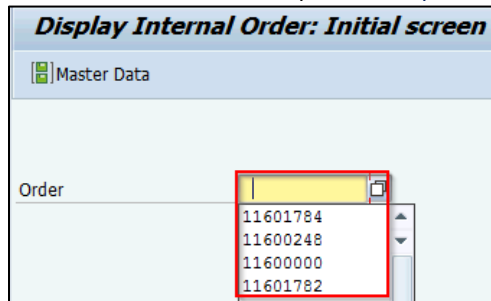 Display Internal Order: Initial screen
Master Data
Order
11601784
11600248
11600000
11601782